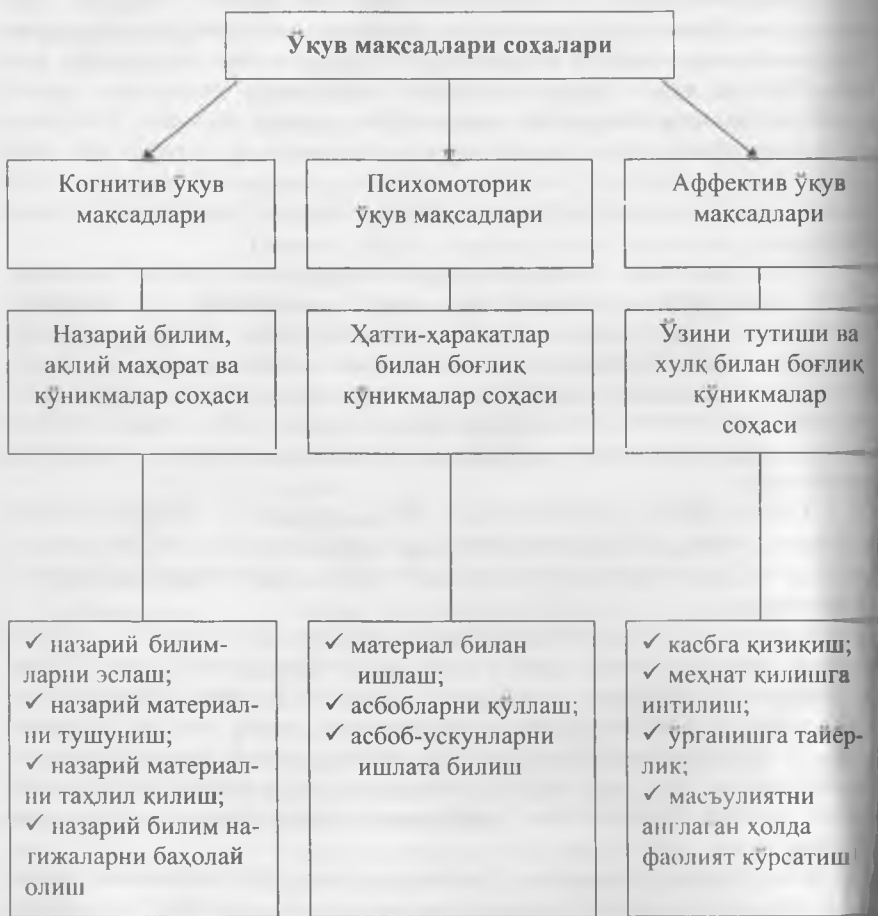 Ўқув мақсадлари соҳалари
Когнитив ўқув
мақсадлари
Назарий билим,
ақлий маҳорат ва
кўникмалар соҳаси
✓ назарий билим-
ларни эслаш;
✓ назарий материал-
ни тушуниш;
✓ назарий материал-
ни таҳлил қилиш;
✓ назарий билим на-
тижаларни баҳолай
олиш
Психомоторик
ўқув мақсадлари
Ҳатти-ҳаракатлар
билан боғлиқ
кўникмалар соҳаси
✓ материал билан
ишлаш;
✓ асбобларни қўллаш;
✓ асбоб-ускунларни
ишлата билиш
Аффектив ўқув
мақсадлари
Ўзини тутиши ва
хулқ билан боғлиқ
кўникмалар
соҳаси
✓ касбга қизиқиш;
✓ меҳнат қилишга
интилиш;
✓ ўрганишга тайёр-
лик;
✓ масъулиятни
англаган ҳолда
фаолият кўрсатиш